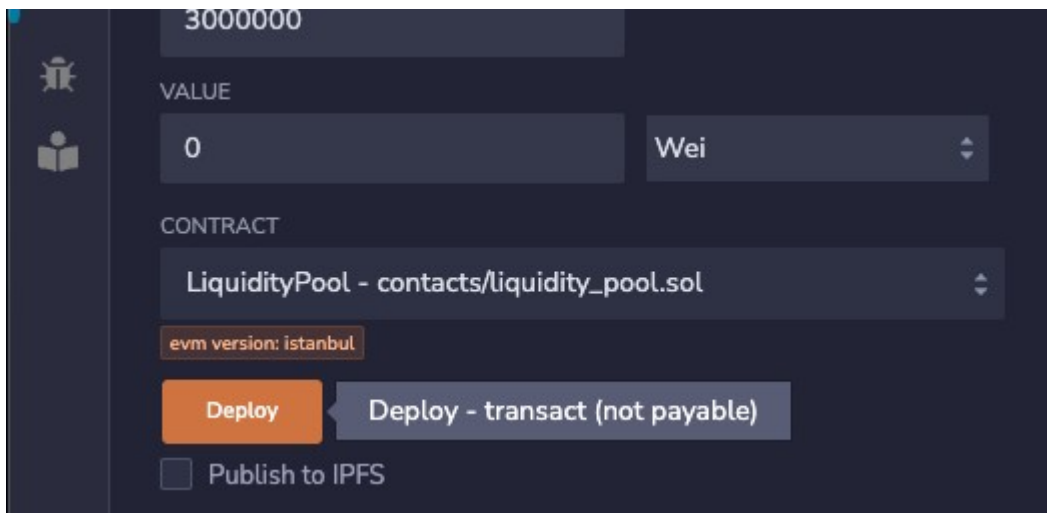 3000000
VALUE
0
Wei
CONTRACT
LiquidityPool - contacts/liquidity_pool.sol
evm version: istanbul
Deploy
Deploy - transact (not payable)
Publish to IPFS